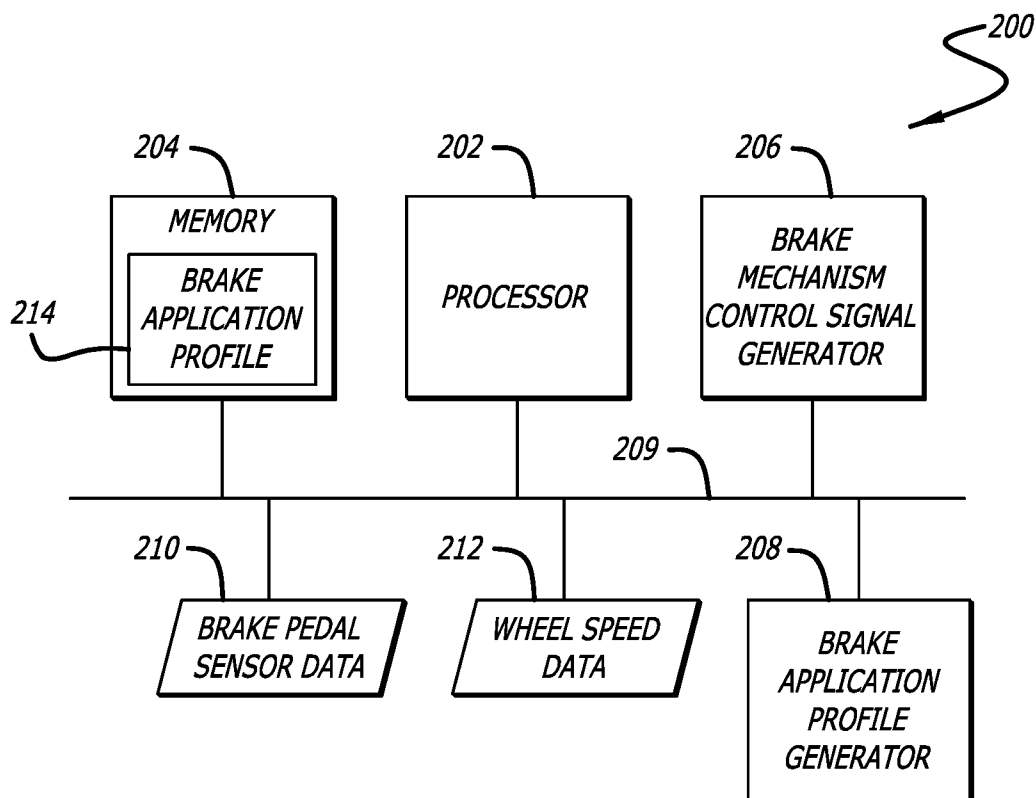 200
204
202
206
MEMORY
BRAKE
APPLICATION
PROFILE
214
PROCESSOR
BRAKE
MECHANISM
CONTROL SIGNAL
GENERATOR
209
210
212
208
BRAKE PEDAL
SENSOR DATA
WHEEL SPEED
DATA
BRAKE
APPLICATION
PROFILE
GENERATOR